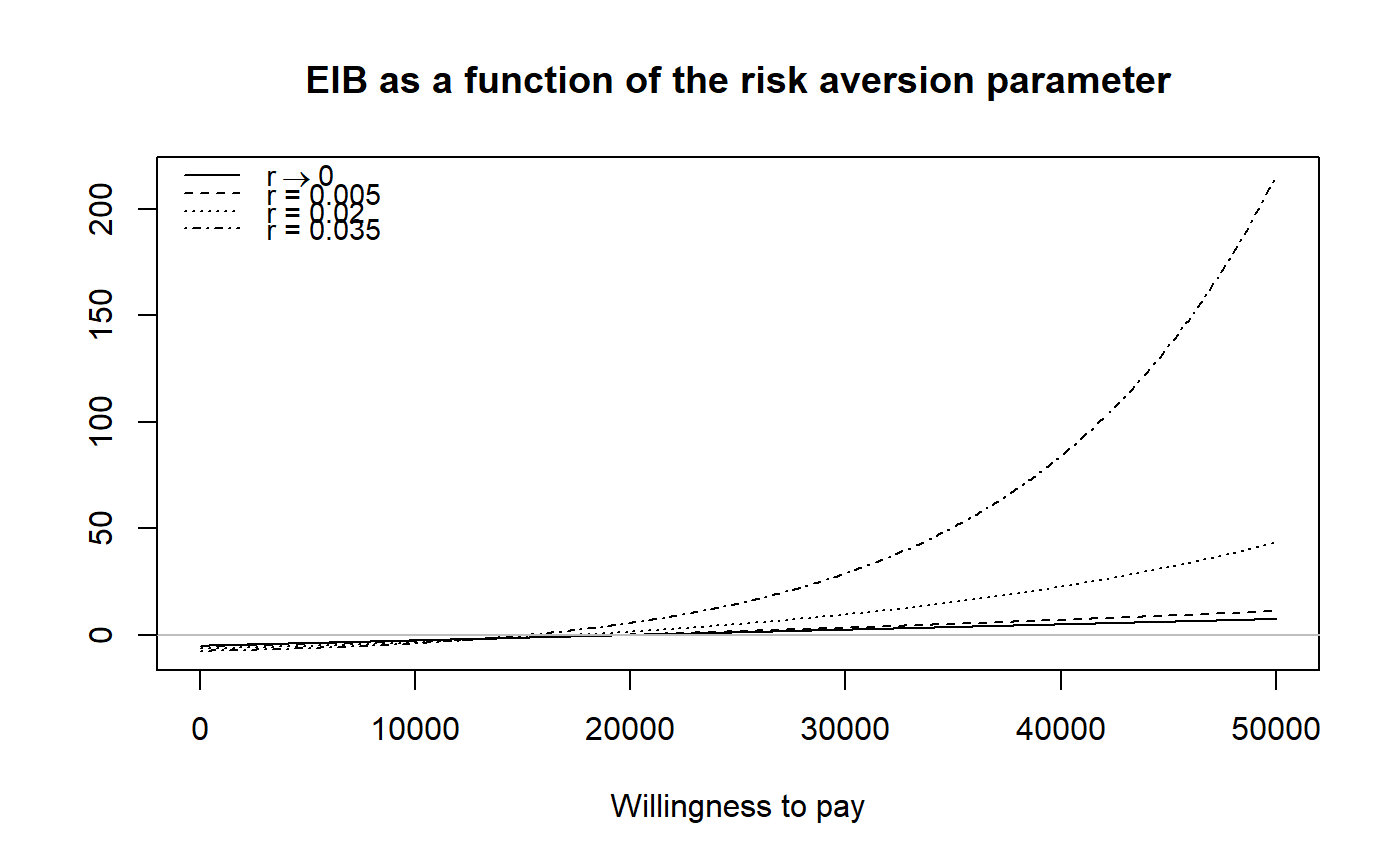 EIB as a function of the risk aversion parameter
r → 0
r = 0.005
r = 0.02
r = 0.035
200
150
100
50
0
0 10000 20000 30000 40000 50000
Willingness to pay